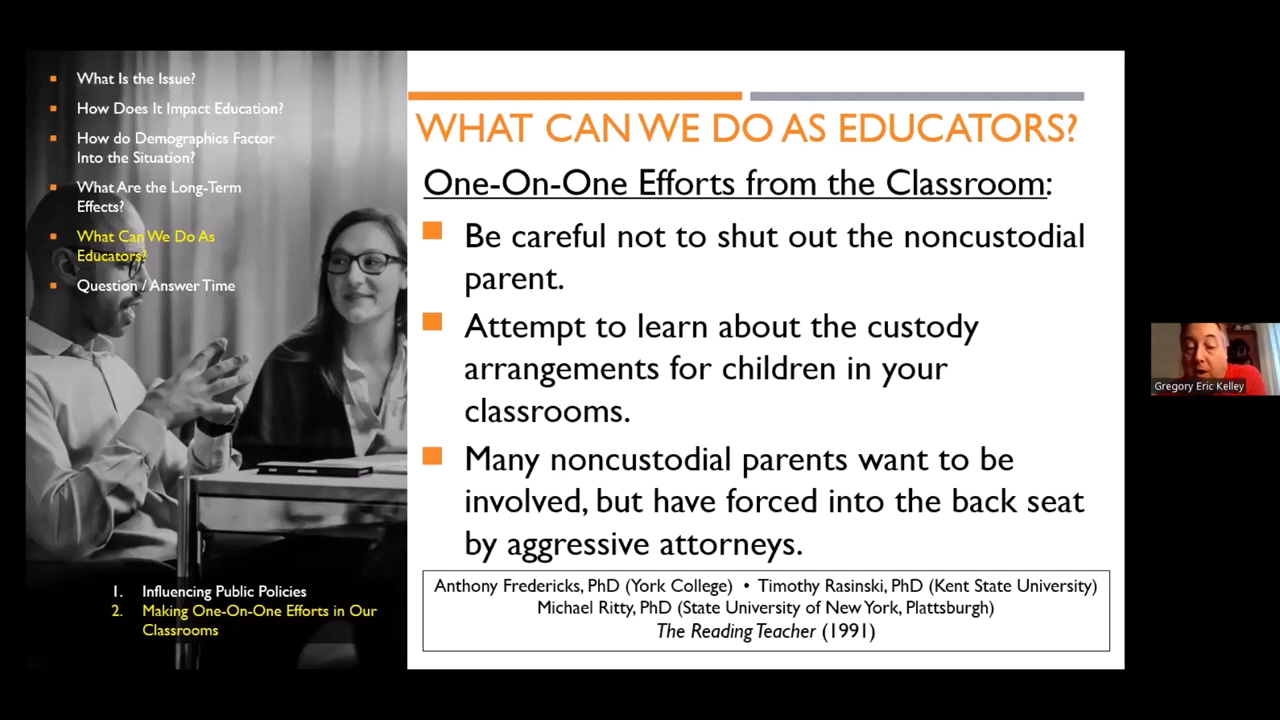 What Is the Issue?
How Does It Impact Education?
How do Demographics Factor
Into the Situation?
What Are the Long-Term
Effects?
What Can We Do As
Educators?
Question / Answer Time
1. Influencing Public Policies
2. Making One-On-One Efforts in Our
Classrooms
WHAT CAN WE DO AS EDUCATORS?
One-On-One Efforts from the Classroom:
Be careful not to shut out the noncustodial
parent.
Attempt to learn about the custody
arrangements for children in your
classrooms.
Many noncustodial parents want to be
involved, but have forced into the back seat
by aggressive attorneys.
Anthony Fredericks, PhD (York College) • Timothy Rasinski, PhD (Kent State University)
Michael Ritty, PhD (State University of New York, Plattsburgh)
The Reading Teacher (1991)
Gregory Eric Kelley